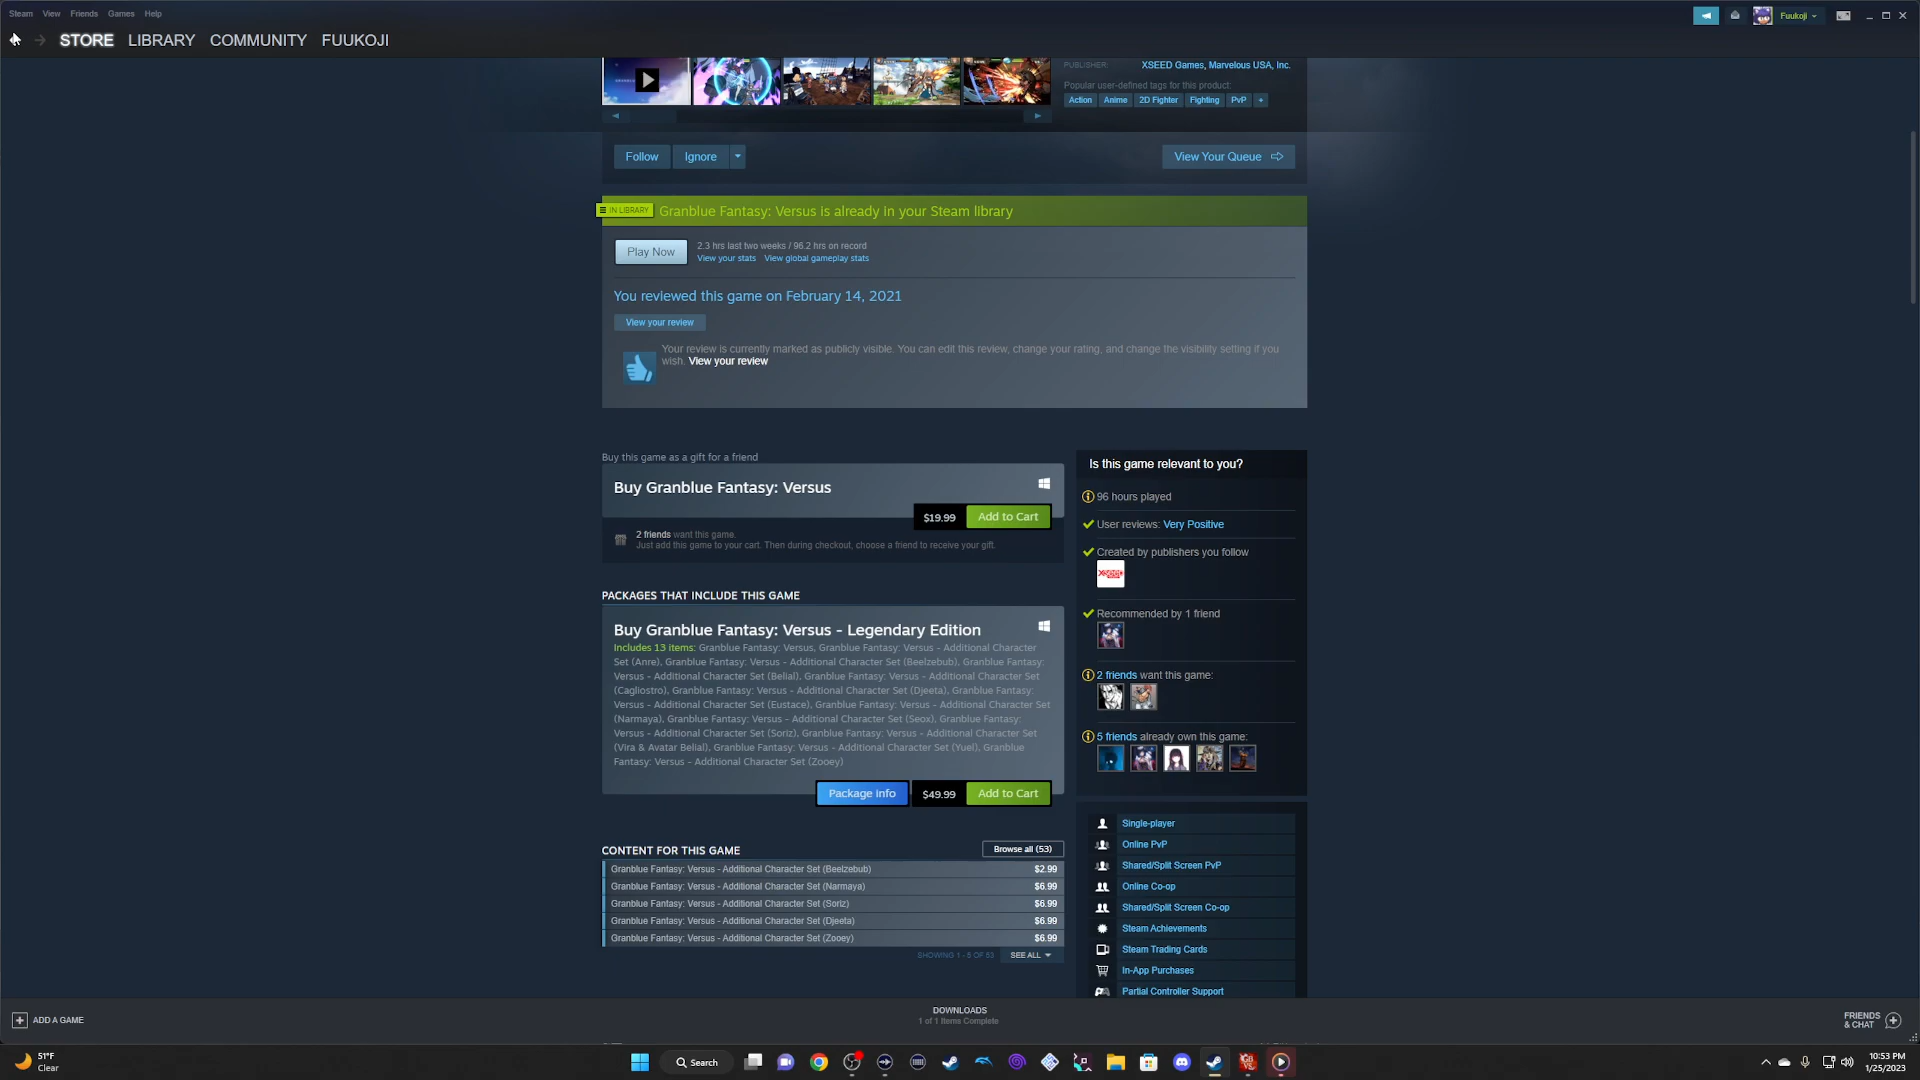 Steam View Friends Games Help
Fuukoji
STORE LIBRARY COMMUNITY FUUKOJI
PUBLISHER: XSEED Games, Marvelous USA, Inc.
Popular user-defined tags for this product:
Action Anime 2D Fighter Fighting PvP +
Follow Ignore View Your Queue
IN LIBRARY Granblue Fantasy: Versus is already in your Steam library
Play Now 2.3 hrs last two weeks / 96.2 hrs on record
View your stats View global gameplay stats
You reviewed this game on February 14, 2021
View your review
Your review is currently marked as publicly visible. You can edit this review, change your rating, and change the visibility setting if you
wish. View your review
Buy this game as a gift for a friend
Buy Granblue Fantasy: Versus
$19.99 Add to Cart
2 friends want this game.
Just add this game to your cart. Then during checkout, choose a friend to receive your gift.
PACKAGES THAT INCLUDE THIS GAME
Buy Granblue Fantasy: Versus - Legendary Edition
Includes 13 items: Granblue Fantasy: Versus, Granblue Fantasy: Versus - Additional Character
Set (Anre), Granblue Fantasy: Versus - Additional Character Set (Beelzebub), Granblue Fantasy:
Versus - Additional Character Set (Belial), Granblue Fantasy: Versus - Additional Character Set
(Cagliostro), Granblue Fantasy: Versus - Additional Character Set (Djeeta), Granblue Fantasy:
Versus - Additional Character Set (Eustace), Granblue Fantasy: Versus - Additional Character Set
(Narmaya), Granblue Fantasy: Versus - Additional Character Set (Seox), Granblue Fantasy:
Versus - Additional Character Set (Soriz), Granblue Fantasy: Versus - Additional Character Set
(Vira & Avatar Belial), Granblue Fantasy: Versus - Additional Character Set (Yuel), Granblue
Fantasy: Versus - Additional Character Set (Zooey)
Package info $49.99 Add to Cart
CONTENT FOR THIS GAME Browse all (53)
Granblue Fantasy: Versus - Additional Character Set (Beelzebub) $2.99
Granblue Fantasy: Versus - Additional Character Set (Narmaya) $6.99
Granblue Fantasy: Versus - Additional Character Set (Soriz) $6.99
Granblue Fantasy: Versus - Additional Character Set (Djeeta) $6.99
Granblue Fantasy: Versus - Additional Character Set (Zooey) $6.99
SHOWING 1 - 5 OF 53 SEE ALL
Is this game relevant to you?
96 hours played
User reviews: Very Positive
Created by publishers you follow
XSEED
Recommended by 1 friend
2 friends want this game:
5 friends already own this game:
Single-player
Online PvP
Shared/Split Screen PvP
Online Co-op
Shared/Split Screen Co-op
Steam Achievements
Steam Trading Cards
In-App Purchases
Partial Controller Support
ADD A GAME
DOWNLOADS
1 of 1 Items Complete
FRIENDS
& CHAT
51°F
Clear
Search
10:53 PM
1/25/2023